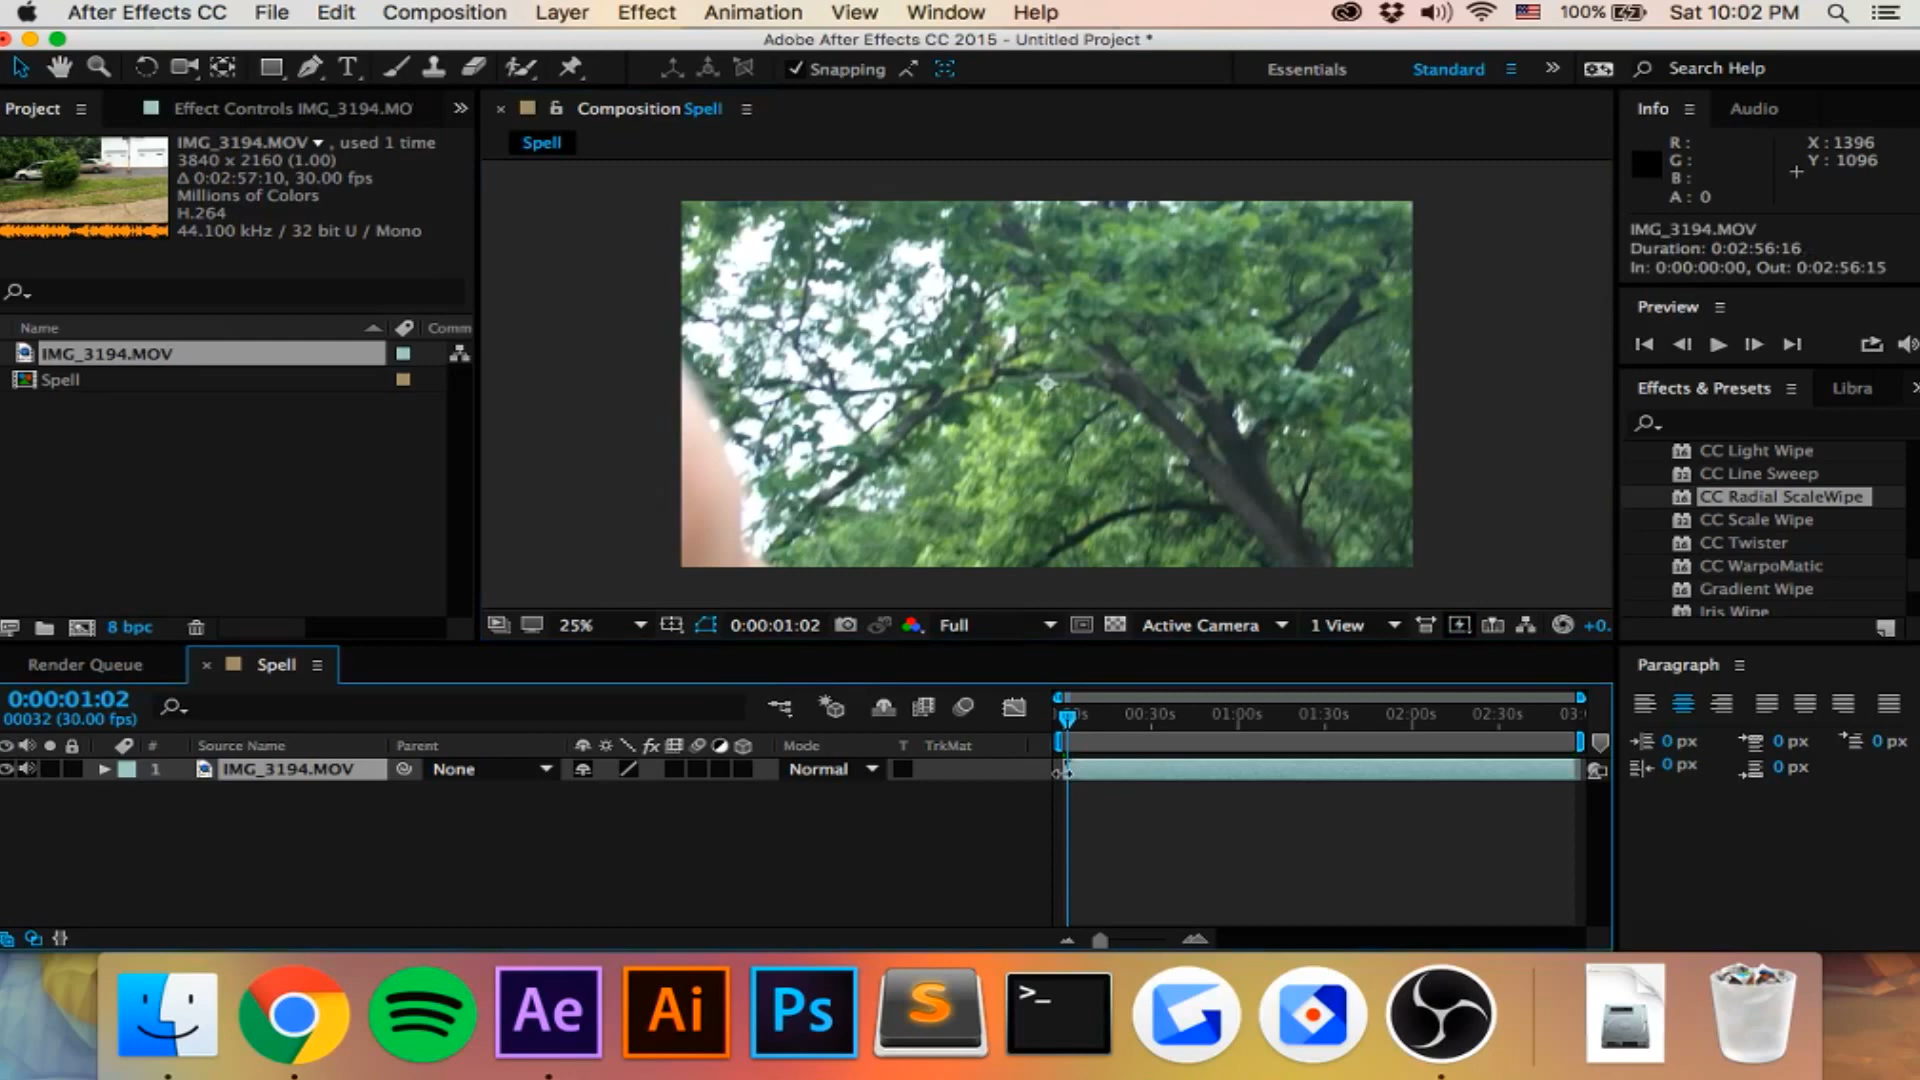 After Effects CC File Edit Composition Layer Effect Animation View Window Help 100% Sat 10:02 PM
Adobe After Effects CC 2015 - Untitled Project *
Snapping Essentials Standard Search Help
Project Effect Controls IMG_3194.MO
Composition Spell
Info Audio
Spell
IMG_3194.MOV , used 1 time
3840 x 2160 (1.00)
Δ 0:02:57:10, 30.00 fps
Millions of Colors
H.264
44.100 kHz / 32 bit U / Mono
R :
G :
B :
A : 0
X : 1396
Y : 1096
IMG_3194.MOV
Duration: 0:02:56:16
In: 0:00:00:00, Out: 0:02:56:15
Name Comm
IMG_3194.MOV
Spell
Preview
Effects & Presets Libra
CC Light Wipe
CC Line Sweep
CC Radial ScaleWipe
CC Scale Wipe
CC Twister
CC WarpoMatic
Gradient Wipe
Iris Wipe
8 bpc
25% 0:00:01:02 Full Active Camera 1 View +0.
Render Queue Spell
0:00:01:02
00032 (30.00 fps)
00:30s 01:00s 01:30s 02:00s 02:30s 03:
# Source Name Parent fx Mode T TrkMat
1 IMG_3194.MOV None Normal
Paragraph
0 px 0 px 0 px
0 px 0 px
Ae Ai Ps S >_